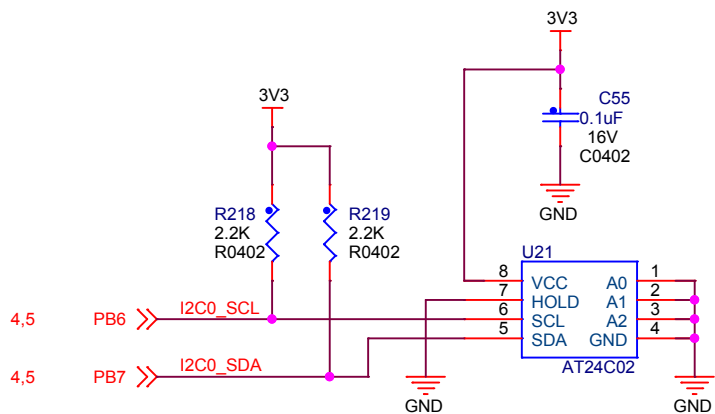 3V3
C55
0.1uF
16V
C0402
GND
3V3
R218
2.2K
R0402
R219
2.2K
R0402
U21
8 VCC A0 1
7 HOLD A1 2
6 SCL A2 3
5 SDA GND 4
AT24C02
4,5 PB6 I2C0_SCL
4,5 PB7 I2C0_SDA
GND
GND